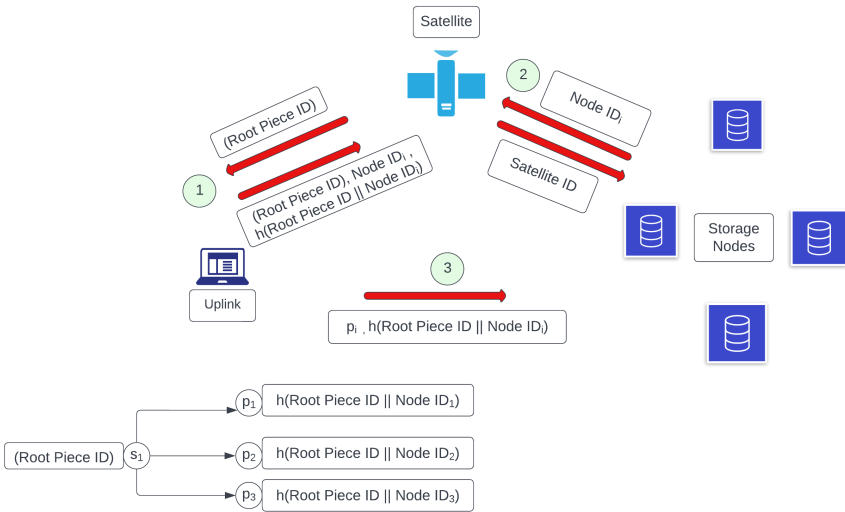 Satellite
2
(Root Piece ID)
Node IDᵢ
(Root Piece ID), Node IDᵢ ,
h(Root Piece ID || Node IDᵢ)
Satellite ID
1
Storage
Nodes
3
Uplink
pᵢ , h(Root Piece ID || Node IDᵢ)
p₁ h(Root Piece ID || Node ID₁)
(Root Piece ID) s₁ p₂ h(Root Piece ID || Node ID₂)
p₃ h(Root Piece ID || Node ID₃)